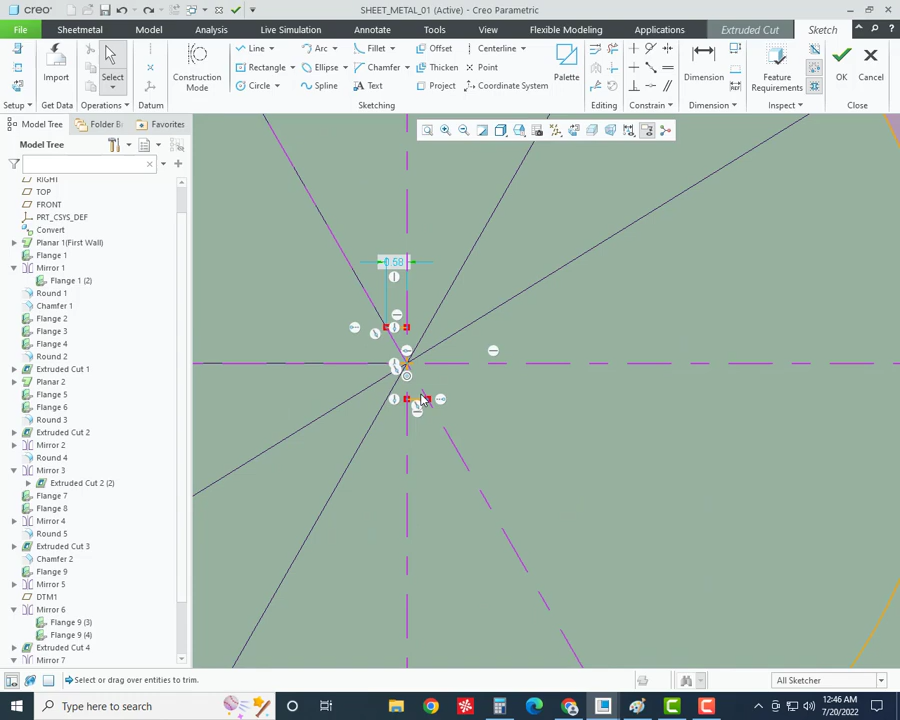 creo
SHEET_METAL_01 (Active) - Creo Parametric
File
Sheetmetal
Model
Analysis
Live Simulation
Annotate
Tools
View
Flexible Modeling
Applications
Extruded Cut
Sketch
Import
Select
Construction
Mode
Line
Rectangle
Circle
Arc
Ellipse
Spline
Fillet
Chamfer
Text
Offset
Thicken
Project
Centerline
Point
Coordinate System
Palette
Dimension
Feature
Requirements
OK
Cancel
Setup
Get Data
Operations
Datum
Sketching
Editing
Constrain
Dimension
Inspect
Close
Model Tree
Folder Br
Favorites
Model Tree
RIGHT
TOP
FRONT
PRT_CSYS_DEF
Convert
Planar 1(First Wall)
Flange 1
Mirror 1
Flange 1 (2)
Round 1
Chamfer 1
Flange 2
Flange 3
Flange 4
Round 2
Extruded Cut 1
Planar 2
Flange 5
Flange 6
Round 3
Extruded Cut 2
Mirror 2
Round 4
Mirror 3
Extruded Cut 2 (2)
Flange 7
Flange 8
Mirror 4
Round 5
Extruded Cut 3
Chamfer 2
Flange 9
Mirror 5
DTM1
Mirror 6
Flange 9 (3)
Flange 9 (4)
Extruded Cut 4
Mirror 7
0.58
Select or drag over entities to trim.
All Sketcher
Type here to search
12:46 AM
7/20/2022